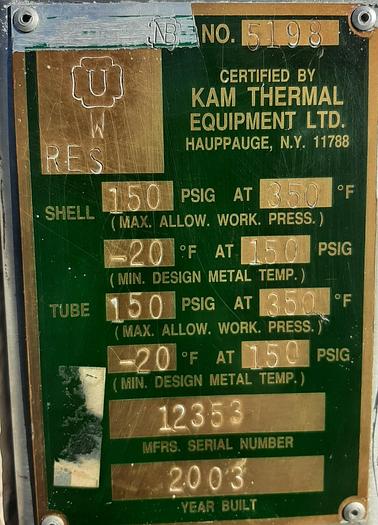 NB NO. 5198
U
W
RES
CERTIFIED BY
KAM THERMAL
EQUIPMENT LTD.
HAUPPAUGE, N.Y. 11788
SHELL 150 PSIG AT 350 °F
(MAX. ALLOW. WORK. PRESS.)
-20 °F AT 150 PSIG
(MIN. DESIGN METAL TEMP.)
TUBE 150 PSIG AT 350 °F
(MAX. ALLOW. WORK. PRESS.)
-20 °F AT 150 PSIG
(MIN. DESIGN METAL TEMP.)
12353
MFRS. SERIAL NUMBER
2003
YEAR BUILT